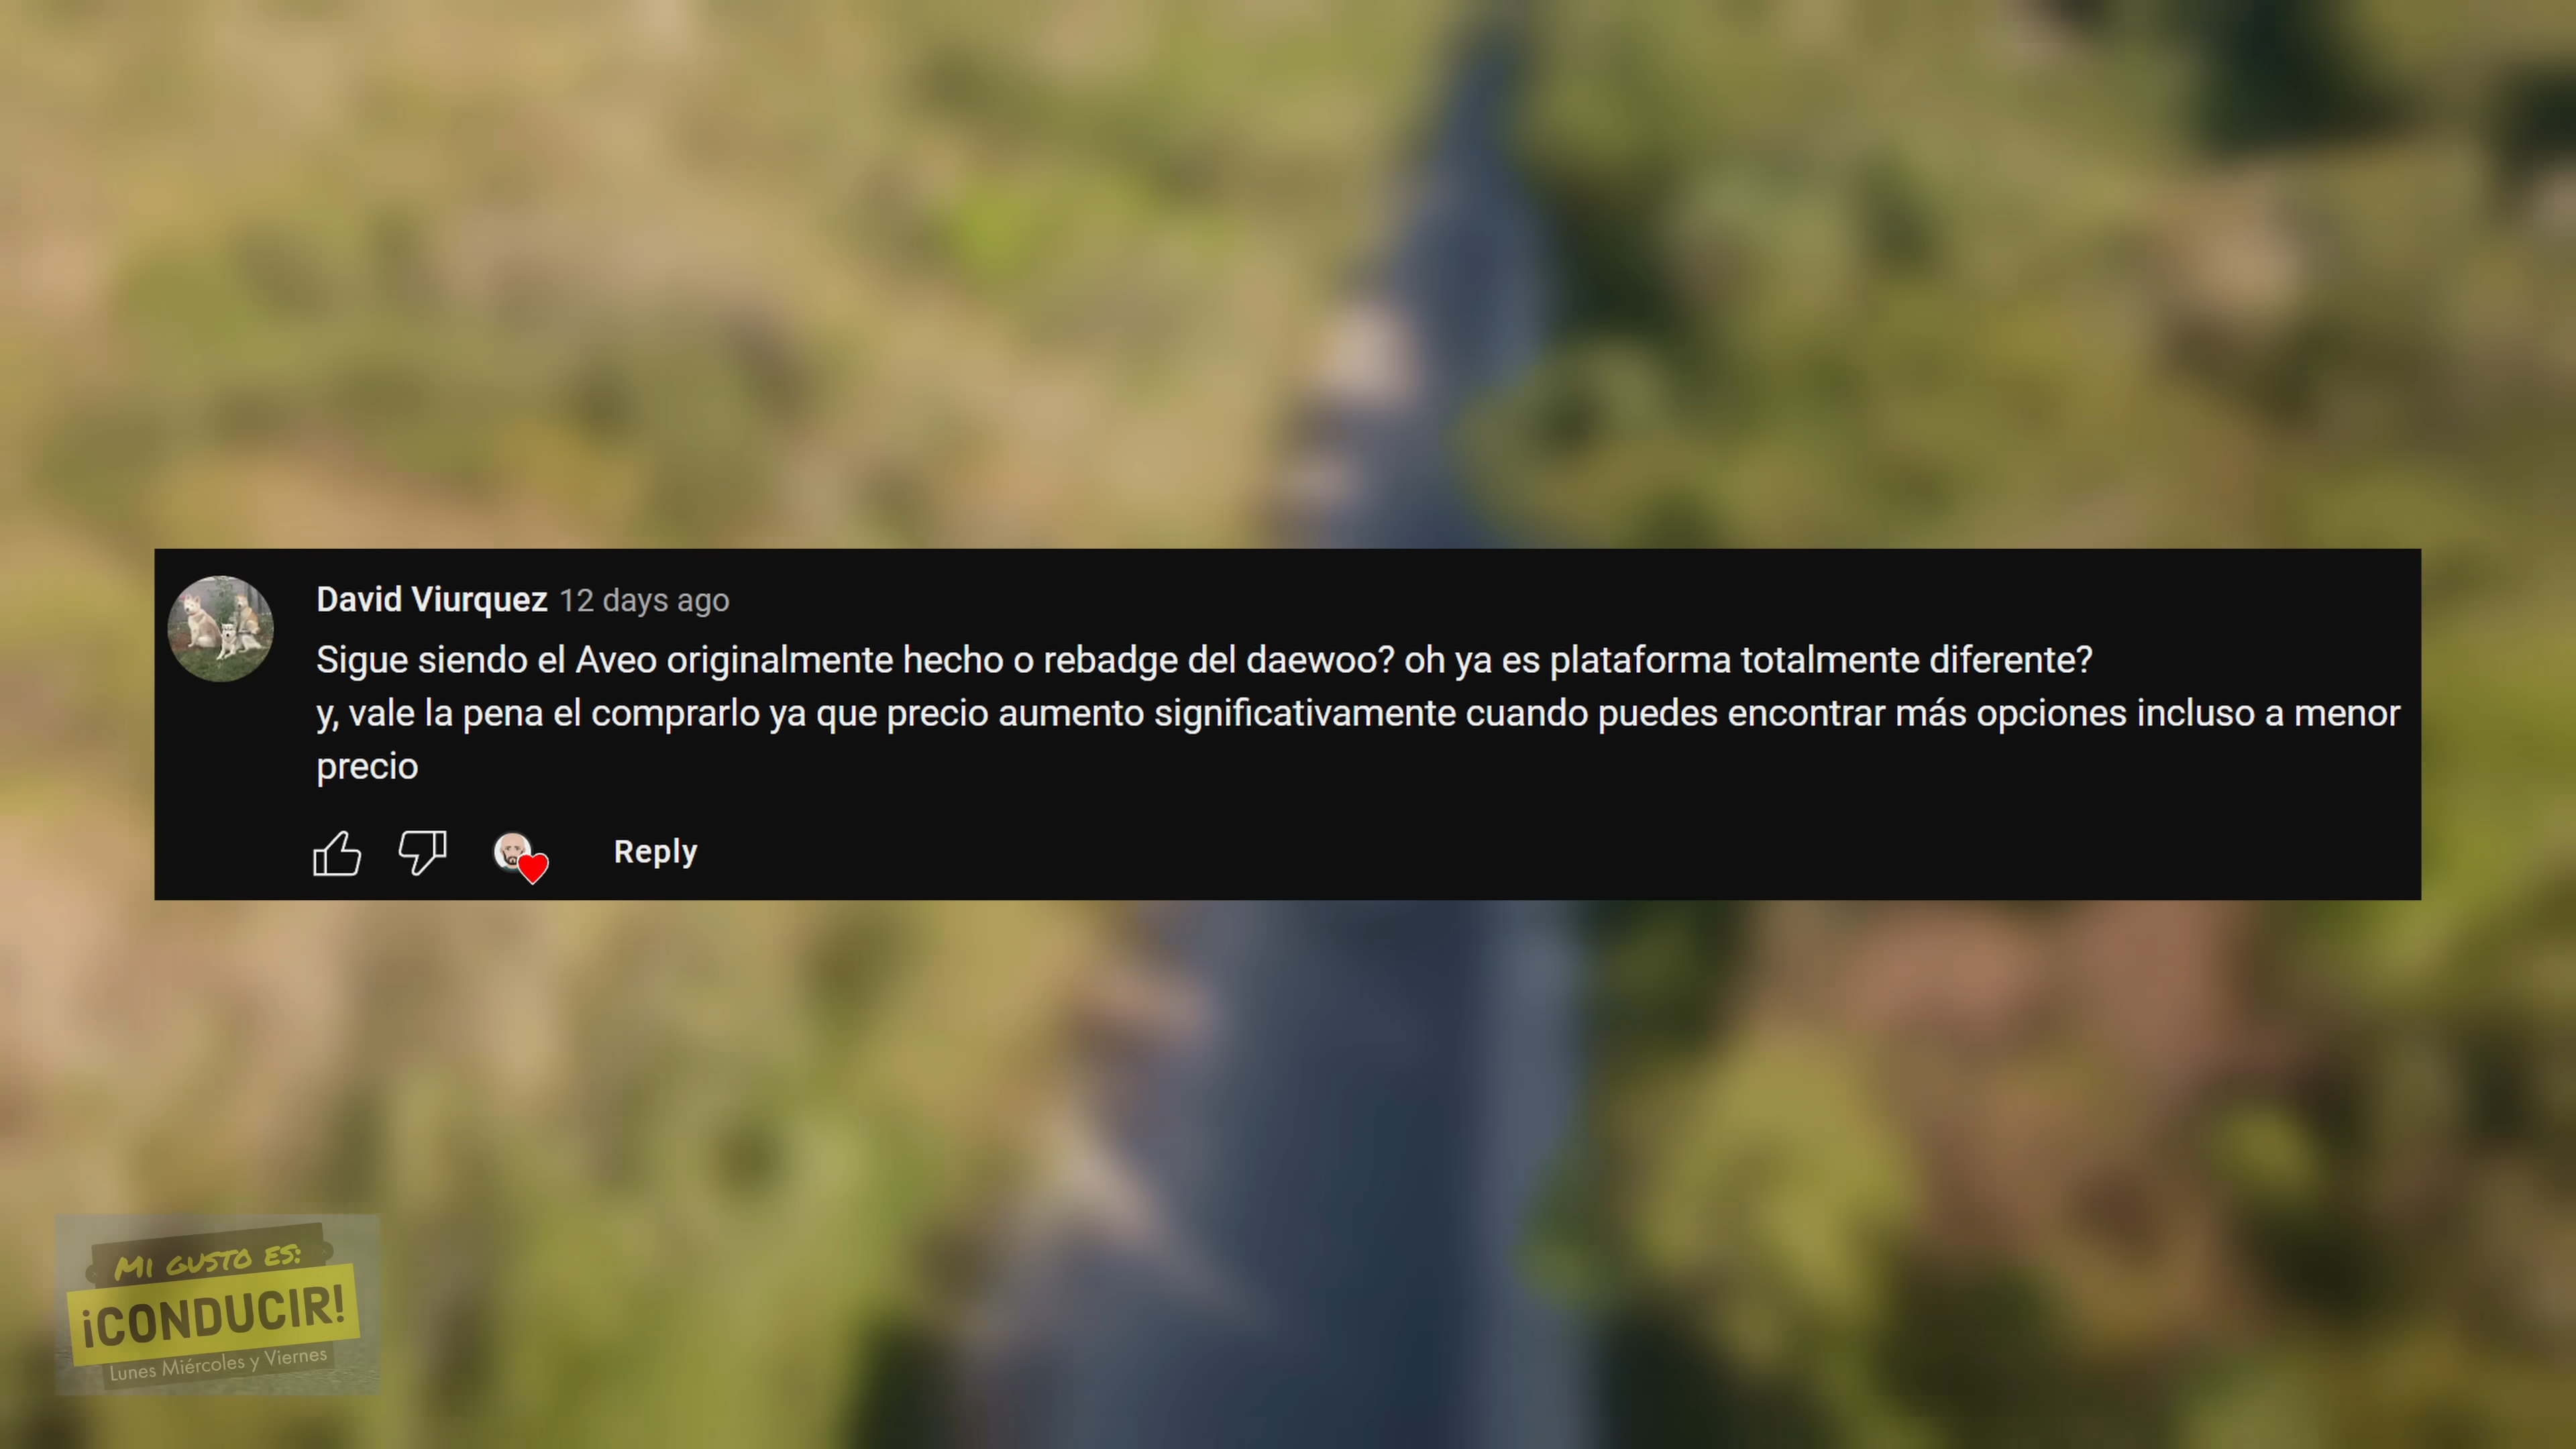 David Viurquez 12 days ago
Sigue siendo el Aveo originalmente hecho o rebadge del daewoo? oh ya es plataforma totalmente diferente?
y, vale la pena el comprarlo ya que precio aumento significativamente cuando puedes encontrar más opciones incluso a menor
precio
Reply
MI GUSTO ES:
¡CONDUCIR!
Lunes Miércoles y Viernes